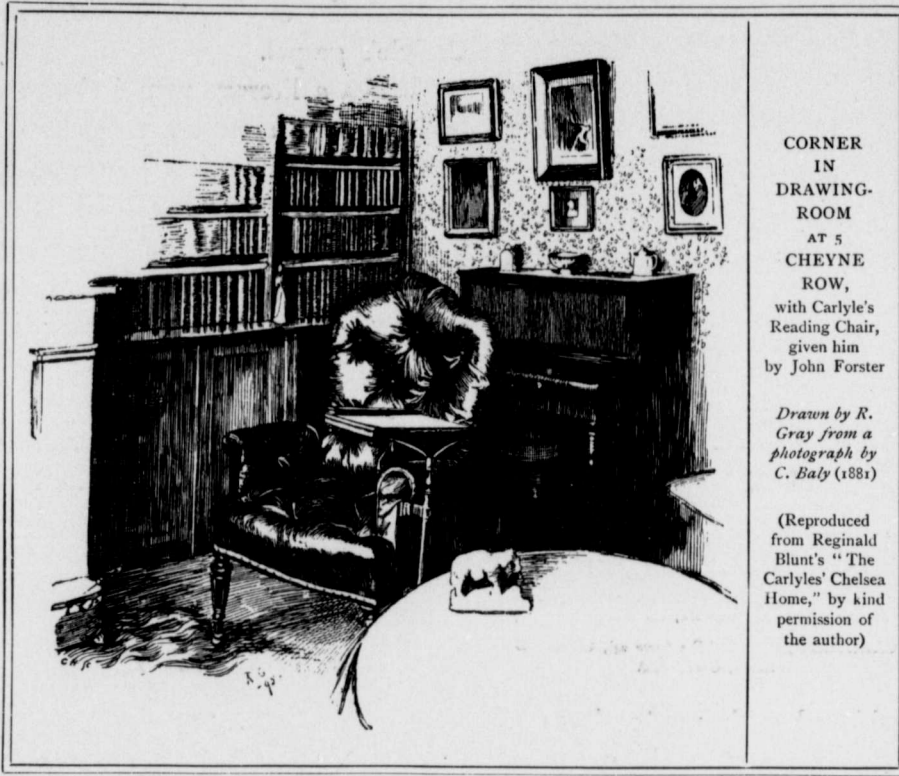 CORNER
IN
DRAWING-
ROOM
AT 5
CHEYNE
ROW,
with Carlyle's
Reading Chair,
given him
by John Forster
Drawn by R.
Gray from a
photograph by
C. Baly (1881)
(Reproduced
from Reginald
Blunt's "The
Carlyles' Chelsea
Home," by kind
permission of
the author)